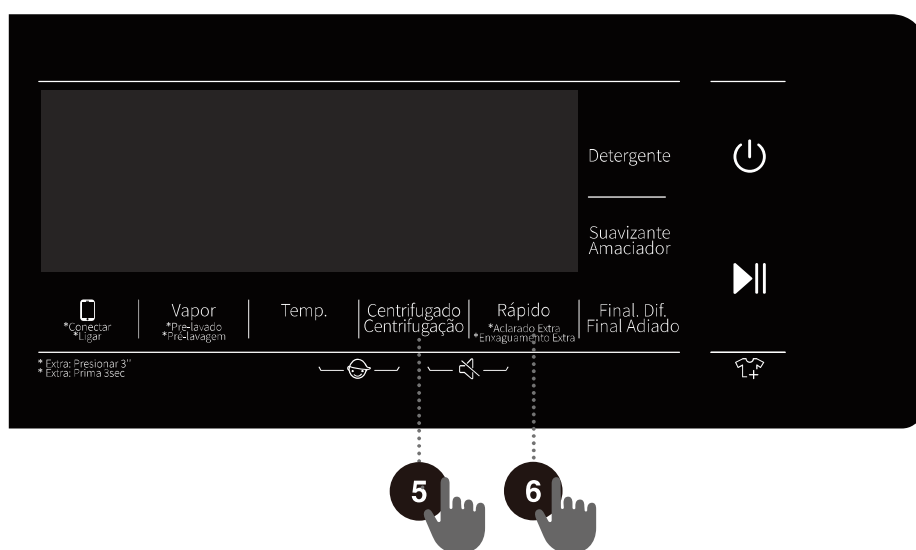 Detergente
Suavizante
Amaciador
*Conectar
*Ligar
Vapor
*Pre-lavado
*Pré-lavagem
Temp.
Centrifugado
Centrifugação
Rápido
*Aclarado Extra
*Enxaguamento Extra
Final. Dif.
Final Adiado
* Extra: Presionar 3''
* Extra: Prima 3sec
5
6